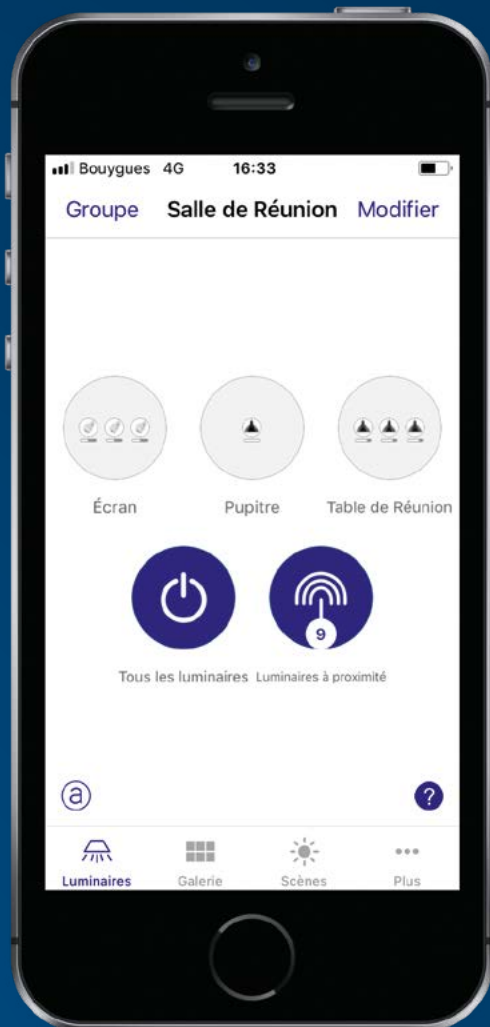 Bouygues 4G 16:33
Groupe Salle de Réunion Modifier
Écran Pupitre Table de Réunion
9
Tous les luminaires Luminaires à proximité
a ?
Luminaires Galerie Scènes Plus